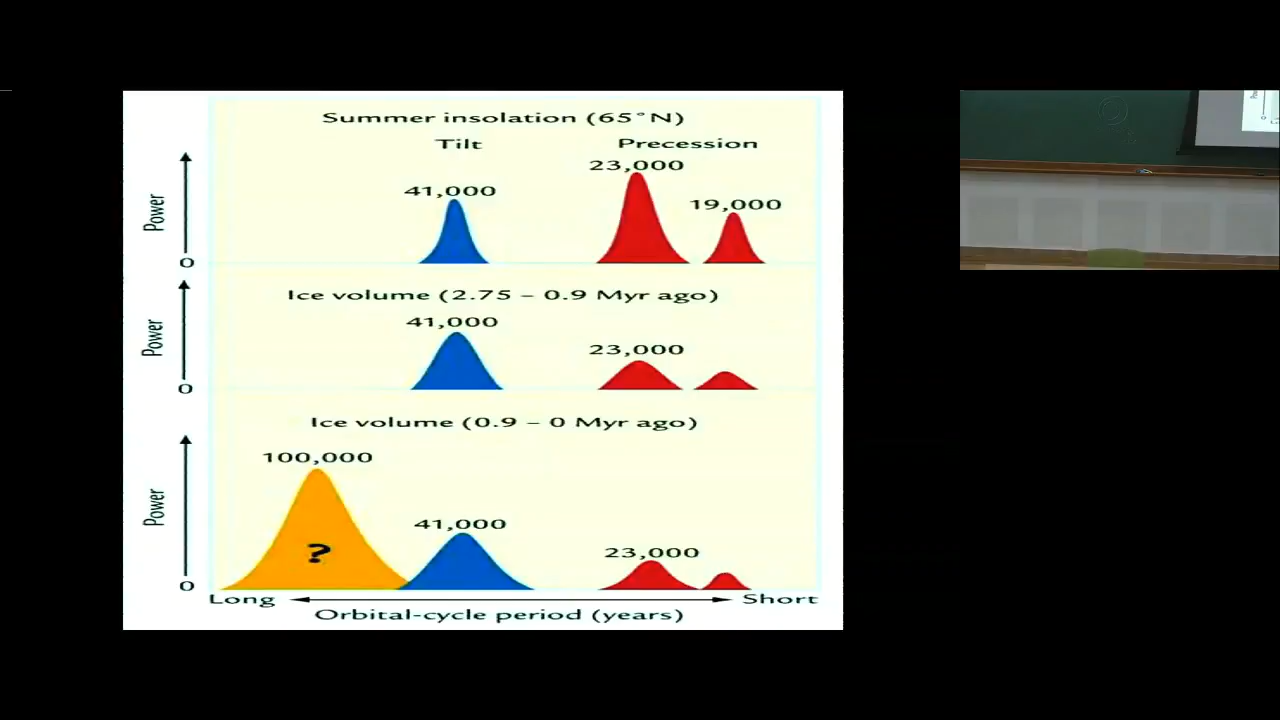 Summer insolation (65°N)
Tilt
Precession
41,000
23,000
19,000
Power
0
Ice volume (2.75 – 0.9 Myr ago)
41,000
23,000
Power
0
Ice volume (0.9 – 0 Myr ago)
100,000
41,000
23,000
?
Power
0
Long
Short
Orbital-cycle period (years)